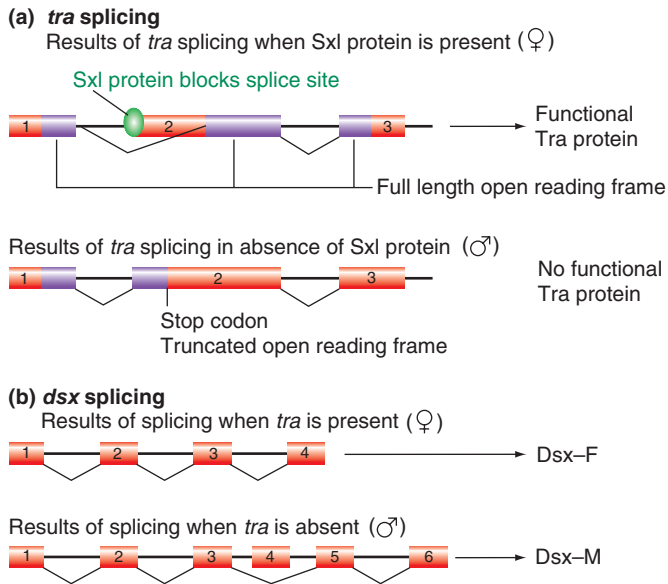 (a) tra splicing
Results of tra splicing when Sxl protein is present (♀)
Sxl protein blocks splice site
1 2 3
Functional
Tra protein
Full length open reading frame
Results of tra splicing in absence of Sxl protein (♂)
1 2 3
No functional
Tra protein
Stop codon
Truncated open reading frame
(b) dsx splicing
Results of splicing when tra is present (♀)
1 2 3 4
Dsx–F
Results of splicing when tra is absent (♂)
1 2 3 4 5 6
Dsx–M